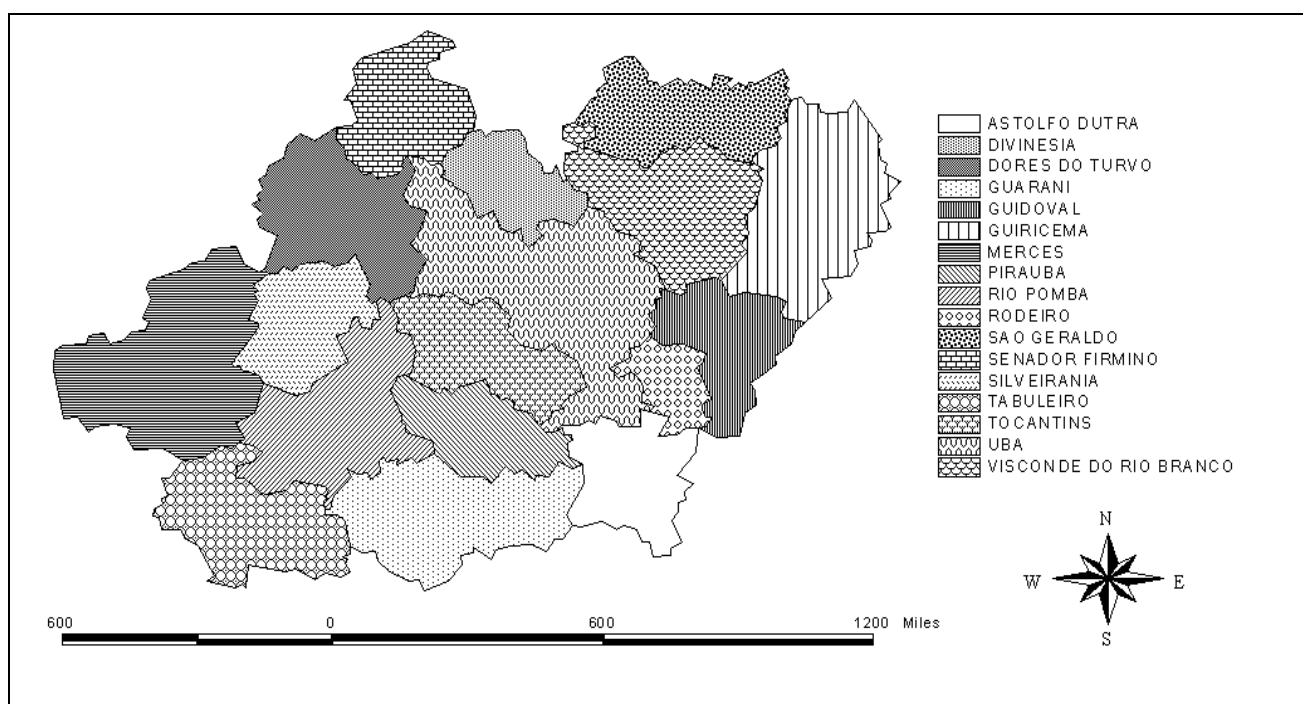 ASTOLFO DUTRA
DIVINESIA
DORES DO TURVO
GUARANI
GUIDOVAL
GUIRICEMA
MERCES
PIRAUBA
RIO POMBA
RODEIRO
SAO GERALDO
SENADOR FIRMINO
SILVEIRANIA
TABULEIRO
TOCANTINS
UBA
VISCONDE DO RIO BRANCO
N
W E
S
600 0 600 1200 Miles